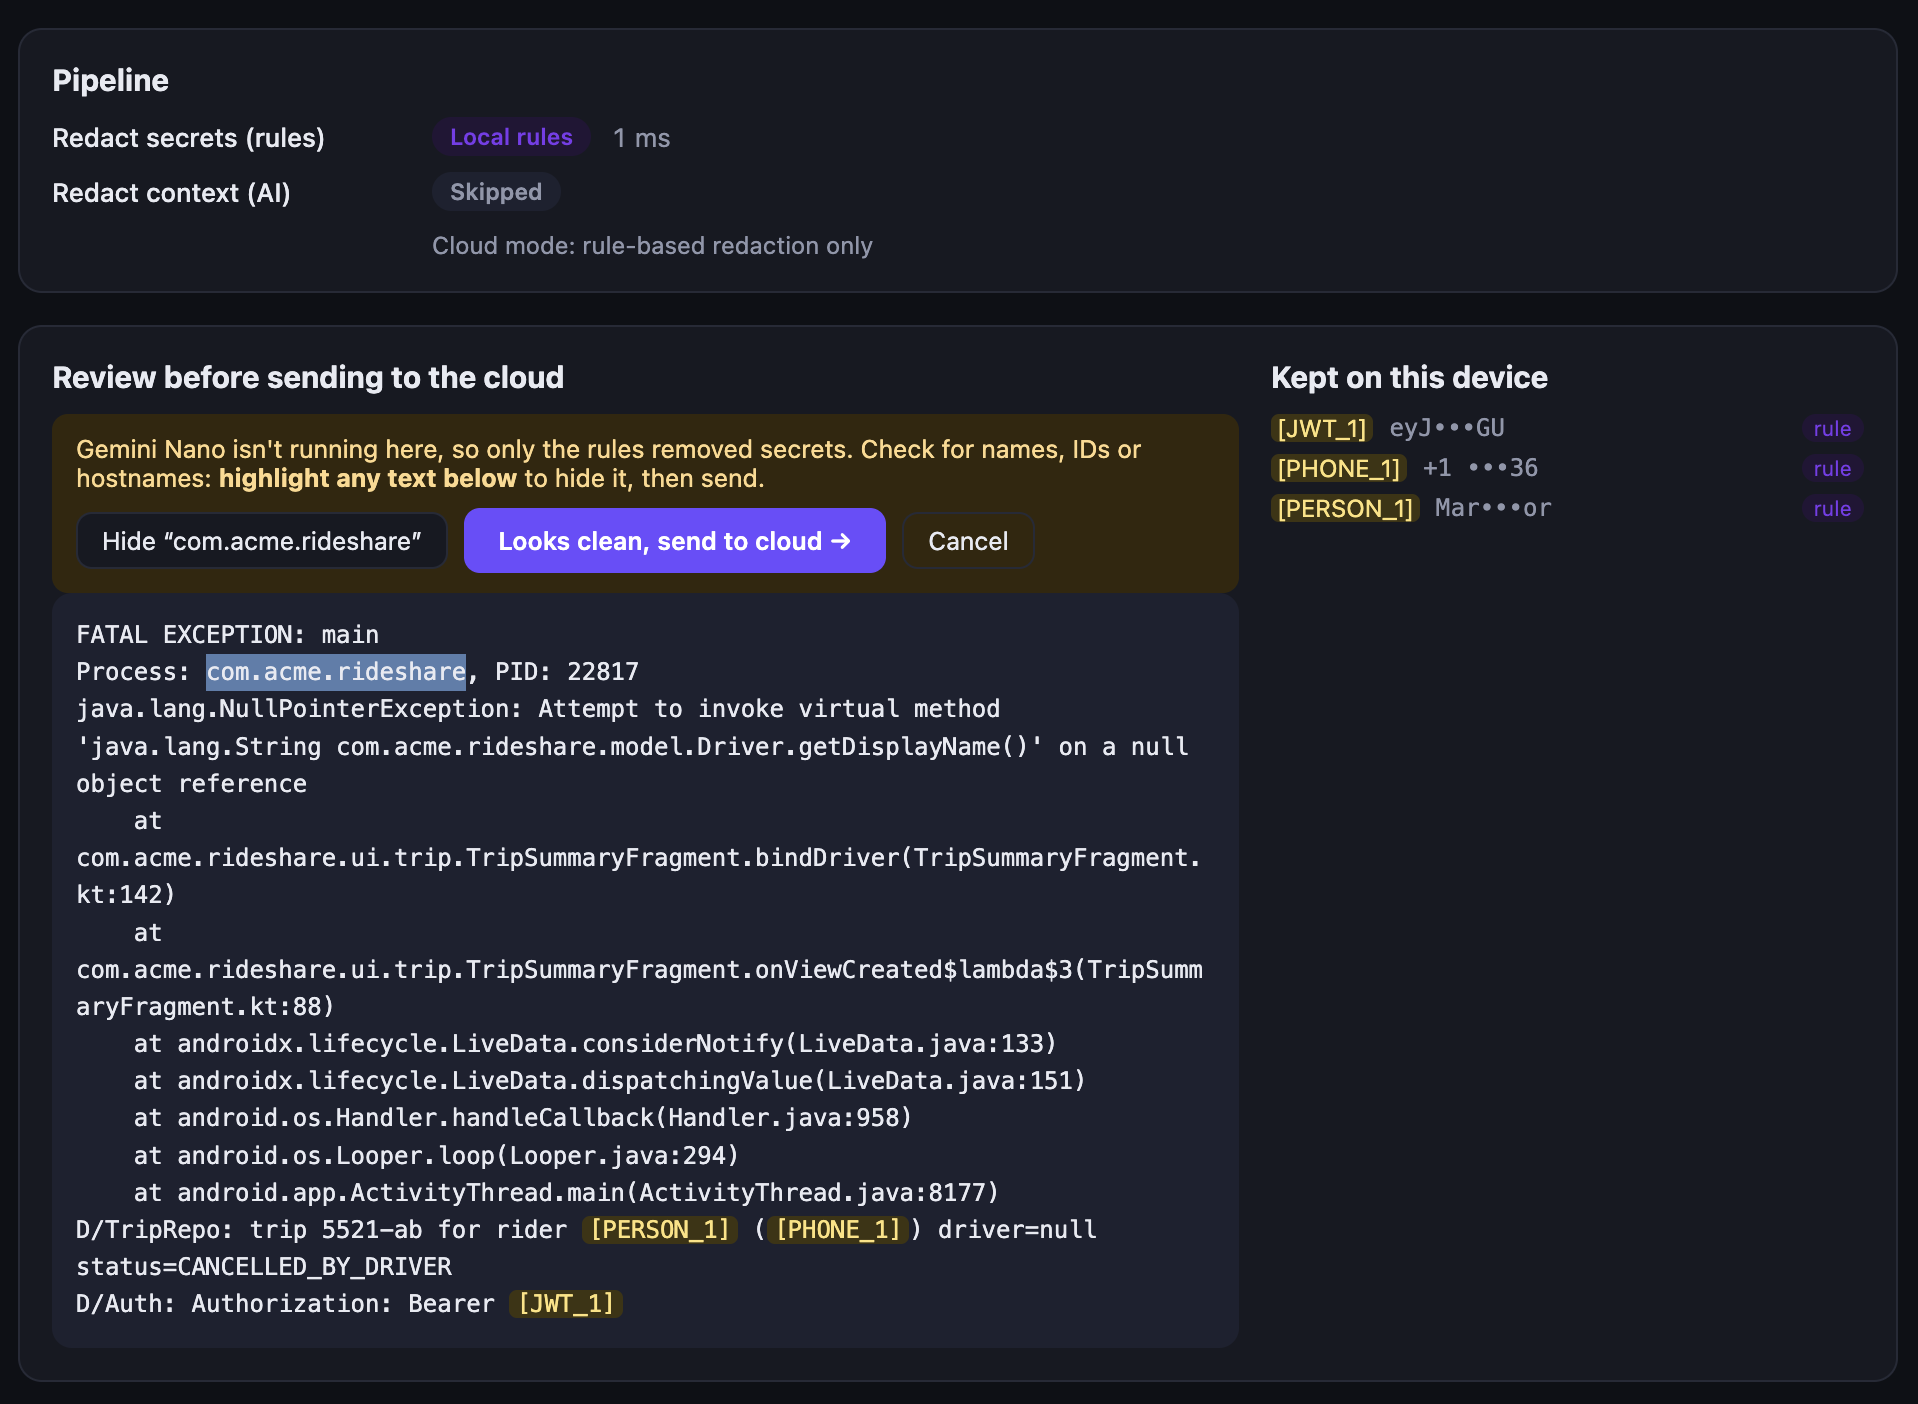 Pipeline
Redact secrets (rules) Local rules 1 ms
Redact context (AI) Skipped
Cloud mode: rule-based redaction only
Review before sending to the cloud
Gemini Nano isn't running here, so only the rules removed secrets. Check for names, IDs or
hostnames: highlight any text below to hide it, then send.
Hide “com.acme.rideshare” Looks clean, send to cloud → Cancel
FATAL EXCEPTION: main
Process: com.acme.rideshare, PID: 22817
java.lang.NullPointerException: Attempt to invoke virtual method
'java.lang.String com.acme.rideshare.model.Driver.getDisplayName()' on a null
object reference
    at
com.acme.rideshare.ui.trip.TripSummaryFragment.bindDriver(TripSummaryFragment.
kt:142)
    at
com.acme.rideshare.ui.trip.TripSummaryFragment.onViewCreated$lambda$3(TripSumm
aryFragment.kt:88)
    at androidx.lifecycle.LiveData.considerNotify(LiveData.java:133)
    at androidx.lifecycle.LiveData.dispatchingValue(LiveData.java:151)
    at android.os.Handler.handleCallback(Handler.java:958)
    at android.os.Looper.loop(Looper.java:294)
    at android.app.ActivityThread.main(ActivityThread.java:8177)
D/TripRepo: trip 5521-ab for rider [PERSON_1] ([PHONE_1]) driver=null
status=CANCELLED_BY_DRIVER
D/Auth: Authorization: Bearer [JWT_1]
Kept on this device
[JWT_1] eyJ•••GU rule
[PHONE_1] +1 •••36 rule
[PERSON_1] Mar•••or rule